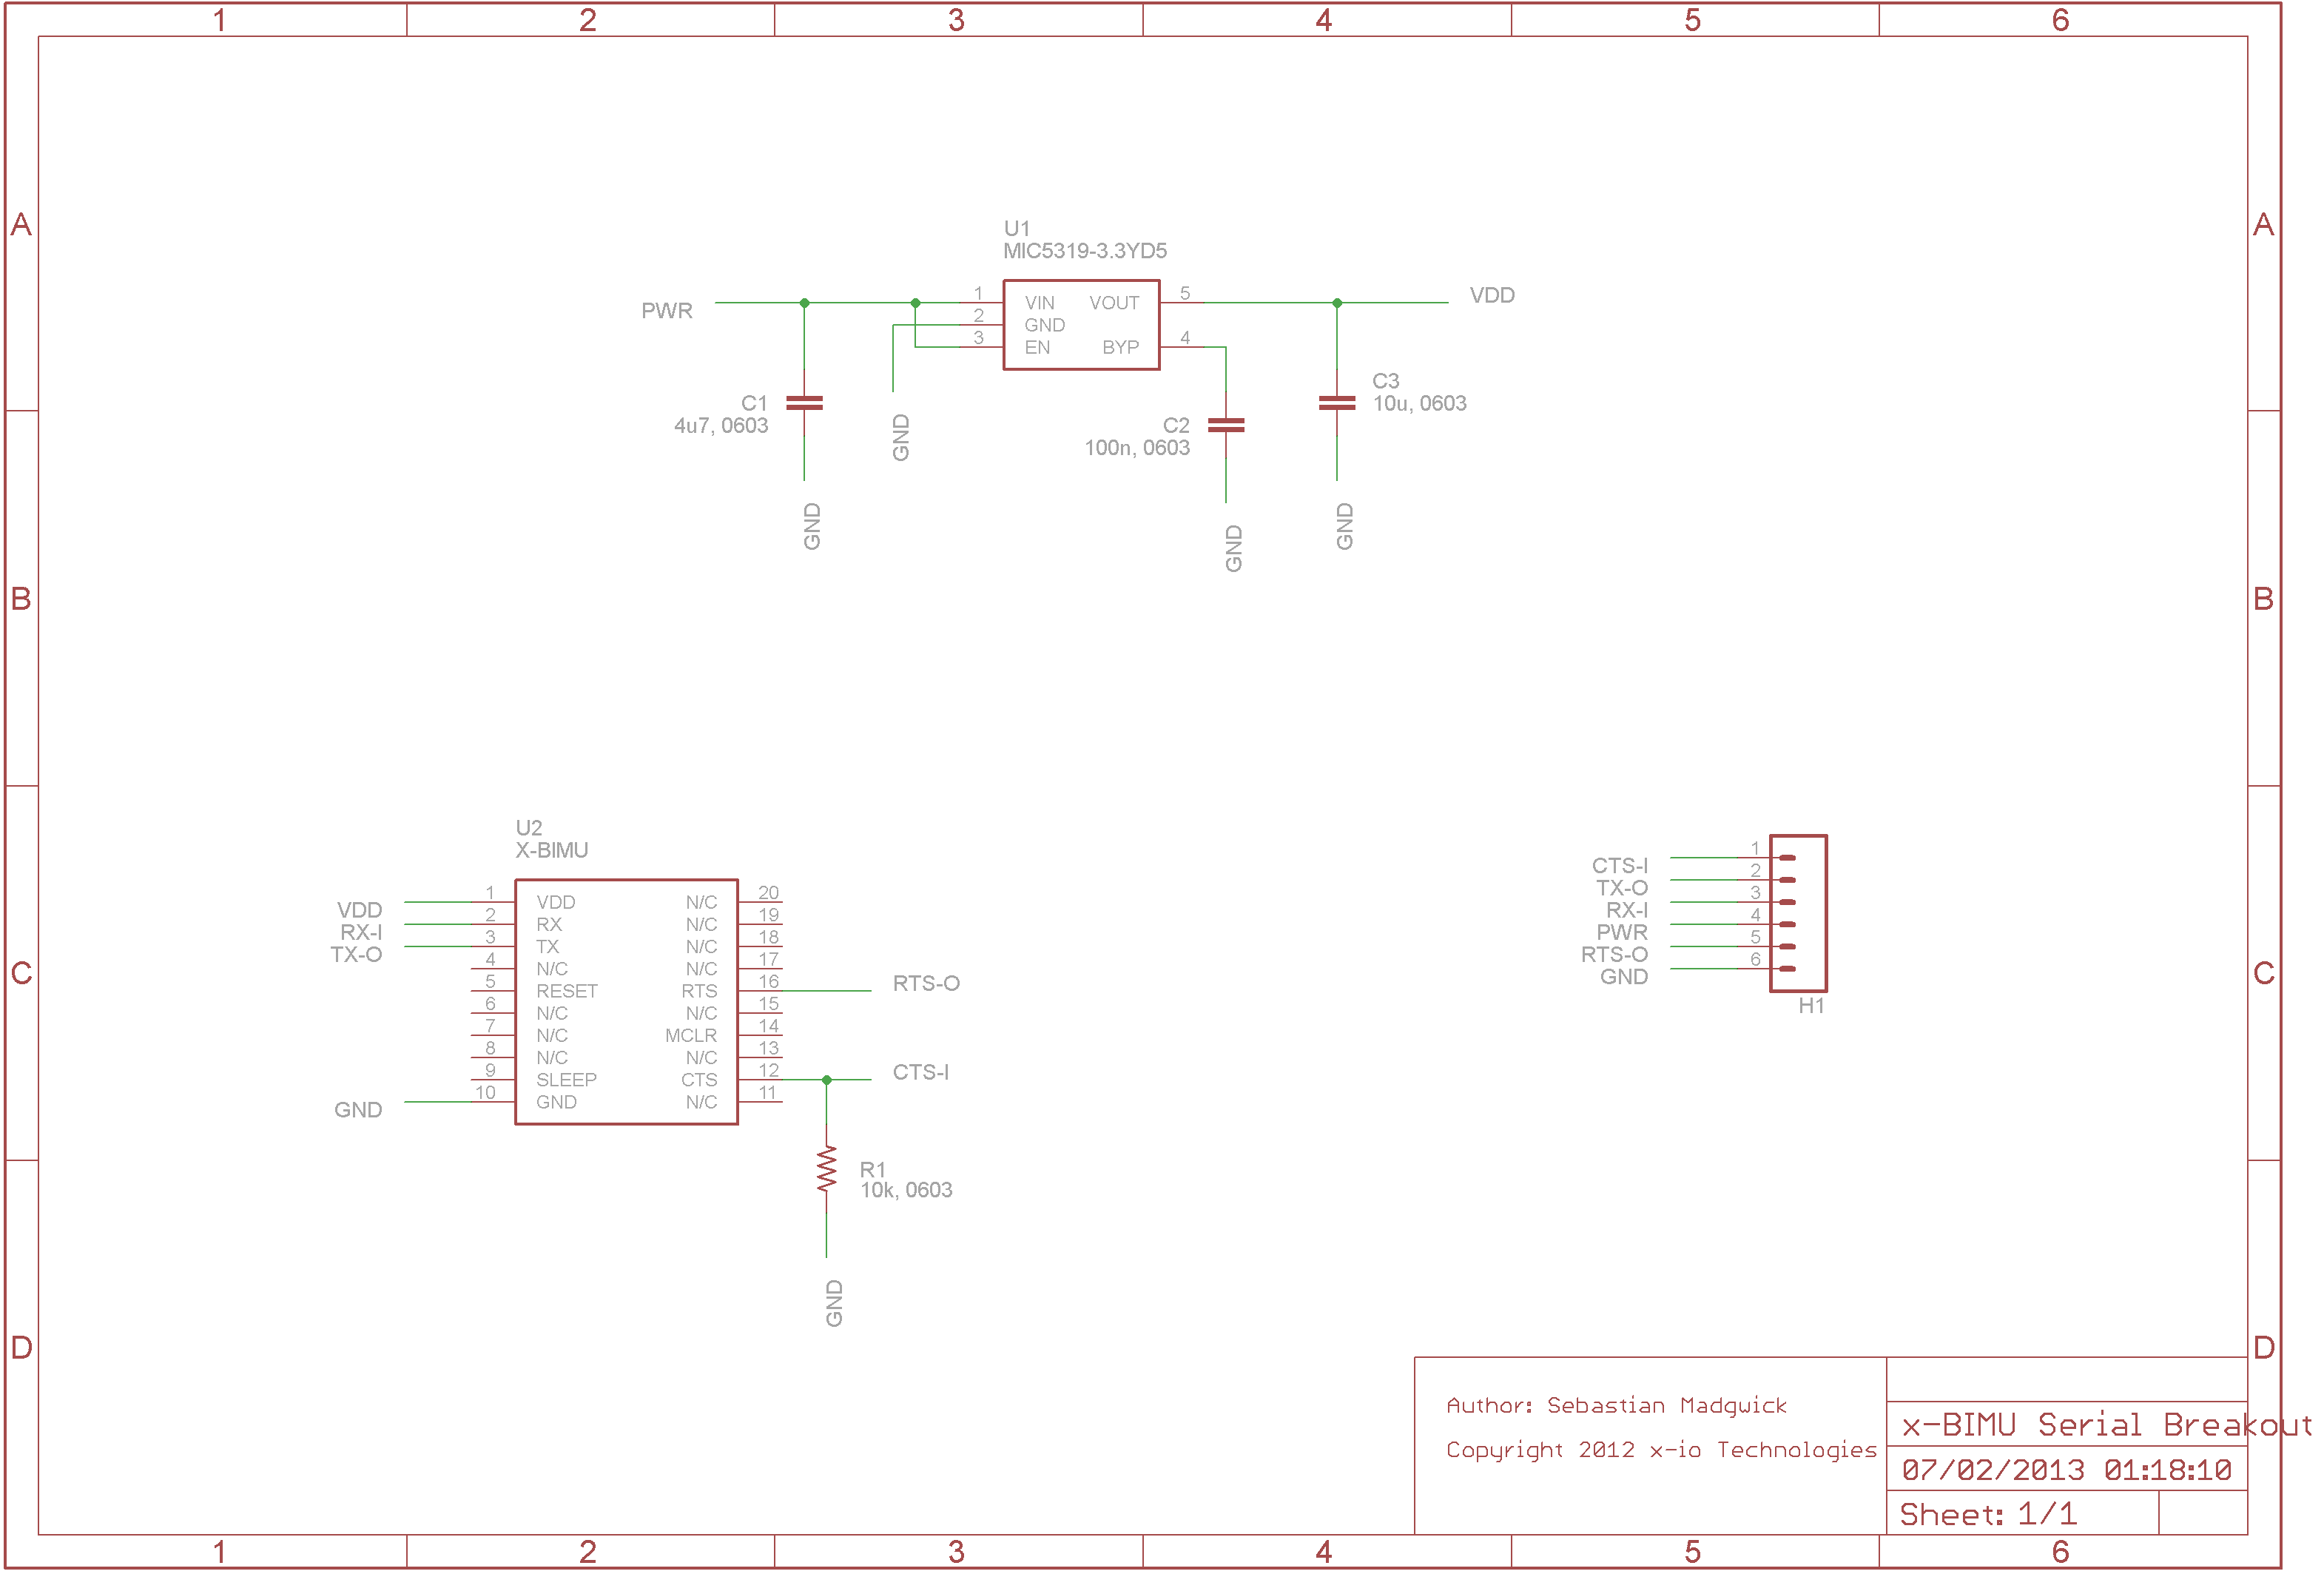 1 2 3 4 5 6
A A
U1
MIC5319-3.3YD5
PWR
1 VIN VOUT 5
2 GND
3 EN BYP 4
VDD
C1
4u7, 0603
GND
GND
C2
100n, 0603
GND
C3
10u, 0603
GND
B B
U2
X-BIMU
VDD 1 VDD N/C 20
RX-I 2 RX N/C 19
TX-O 3 TX N/C 18
4 N/C N/C 17
5 RESET RTS 16 RTS-O
6 N/C N/C 15
7 N/C MCLR 14
8 N/C N/C 13
9 SLEEP CTS 12 CTS-I
GND 10 GND N/C 11
R1
10k, 0603
GND
CTS-I 1
TX-O 2
RX-I 3
PWR 4
RTS-O 5
GND 6
H1
C C
D D
Author: Sebastian Madgwick
Copyright 2012 x-io Technologies
x-BIMU Serial Breakout
07/02/2013 01:18:10
Sheet: 1/1
1 2 3 4 5 6